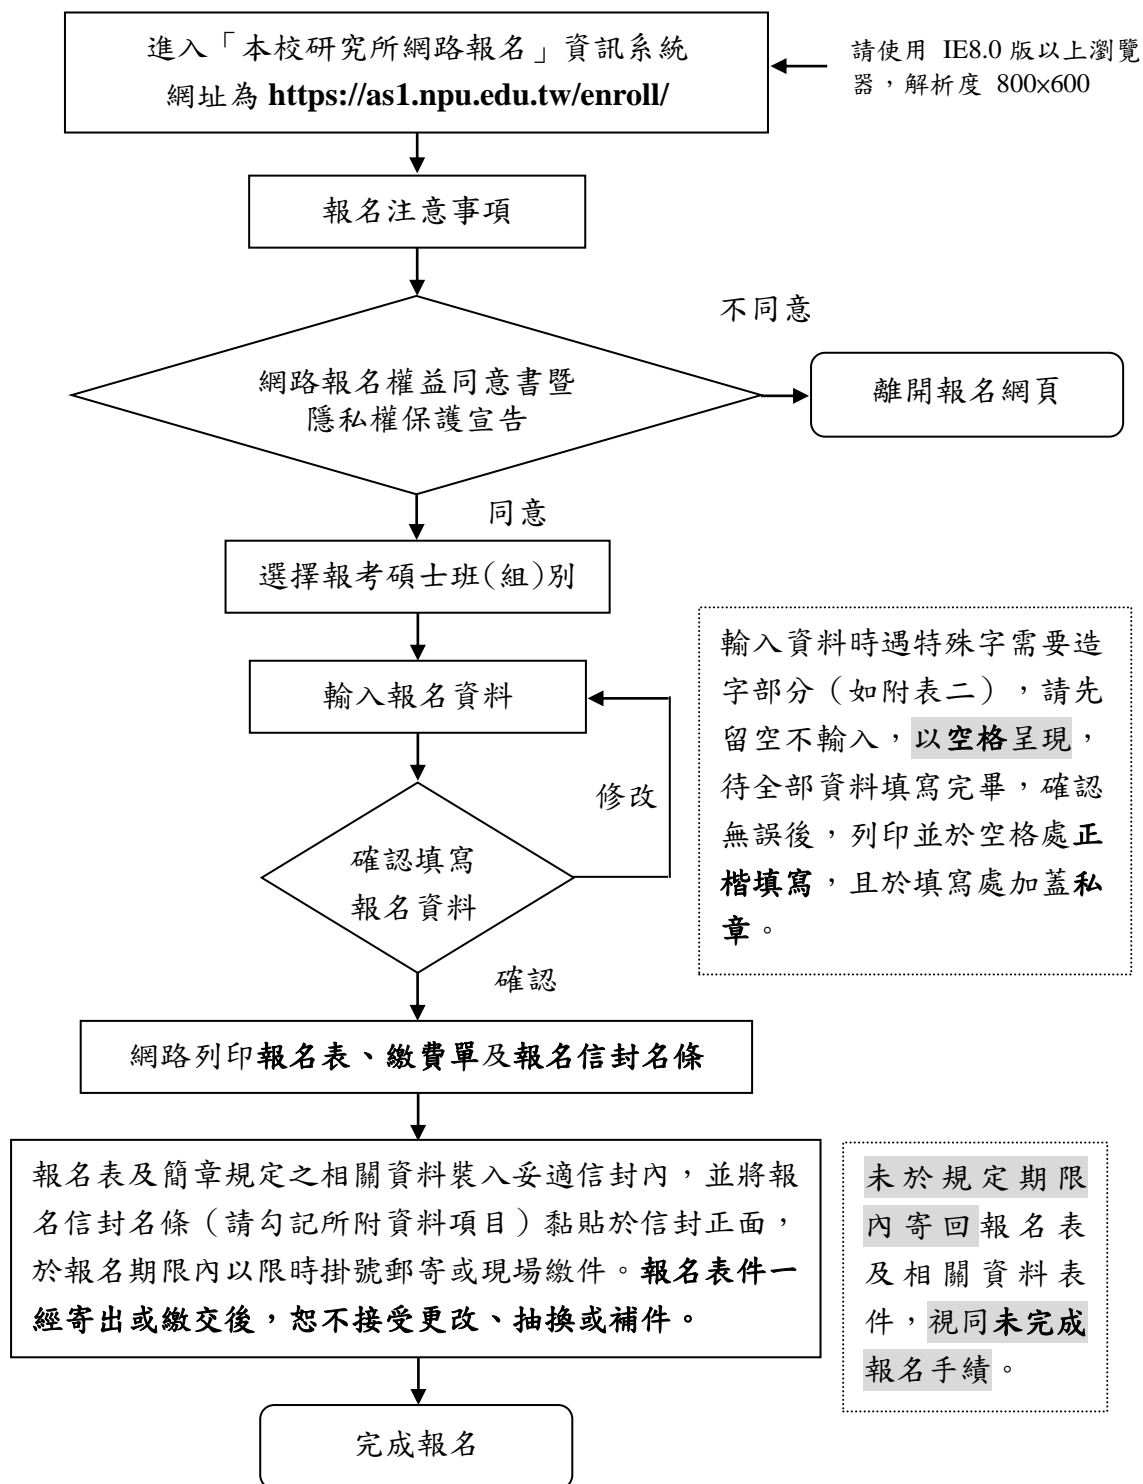 進入「本校研究所網路報名」資訊系統
網址為 https://as1.npu.edu.tw/enroll/
請使用 IE8.0 版以上瀏覽
器，解析度 800×600
報名注意事項
不同意
網路報名權益同意書暨
隱私權保護宣告
離開報名網頁
同意
選擇報考碩士班(組)別
輸入報名資料
輸入資料時遇特殊字需要造
字部分（如附表二），請先
留空不輸入，以空格呈現，
待全部資料填寫完畢，確認
無誤後，列印並於空格處正
楷填寫，且於填寫處加蓋私
章。
修改
確認填寫
報名資料
確認
網路列印報名表、繳費單及報名信封名條
報名表及簡章規定之相關資料裝入妥適信封內，並將報
名信封名條（請勾記所附資料項目）黏貼於信封正面，
於報名期限內以限時掛號郵寄或現場繳件。報名表件一
經寄出或繳交後，恕不接受更改、抽換或補件。
未於規定期限
內寄回報名表
及相關資料表
件，視同未完成
報名手續。
完成報名